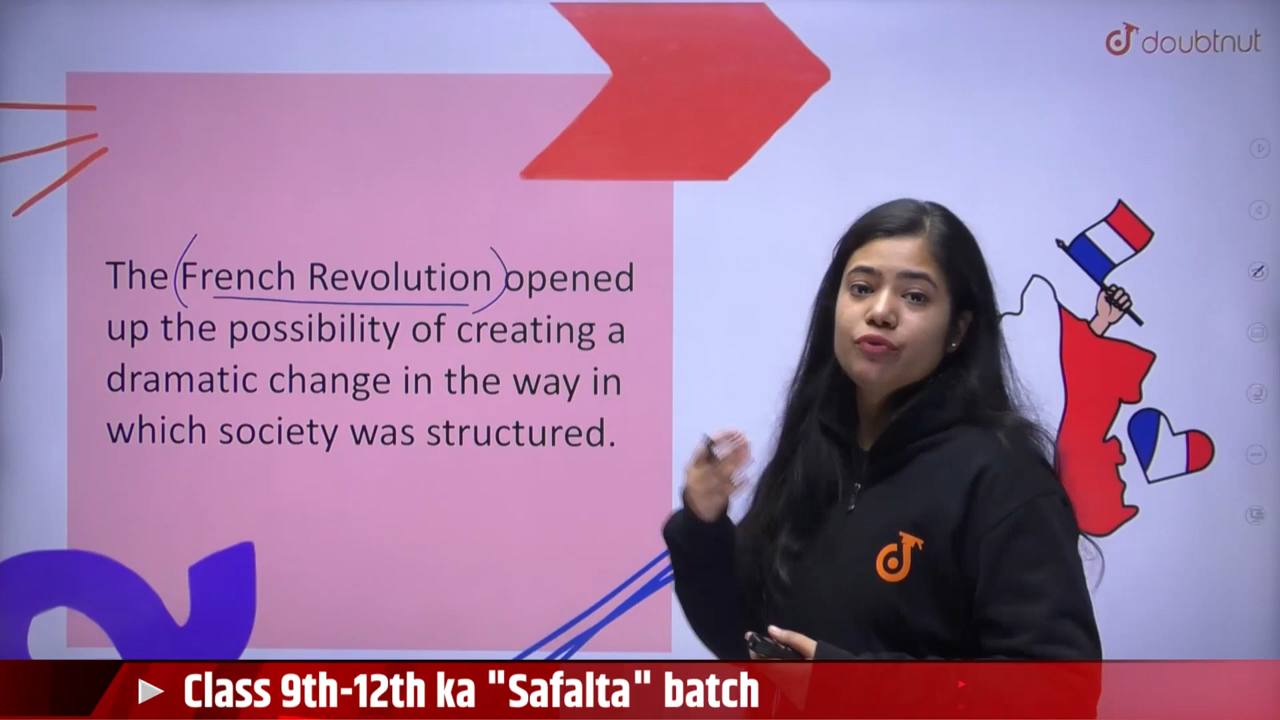 doubtnut
The French Revolution opened
up the possibility of creating a
dramatic change in the way in
which society was structured.
Class 9th-12th ka "Safalta" batch